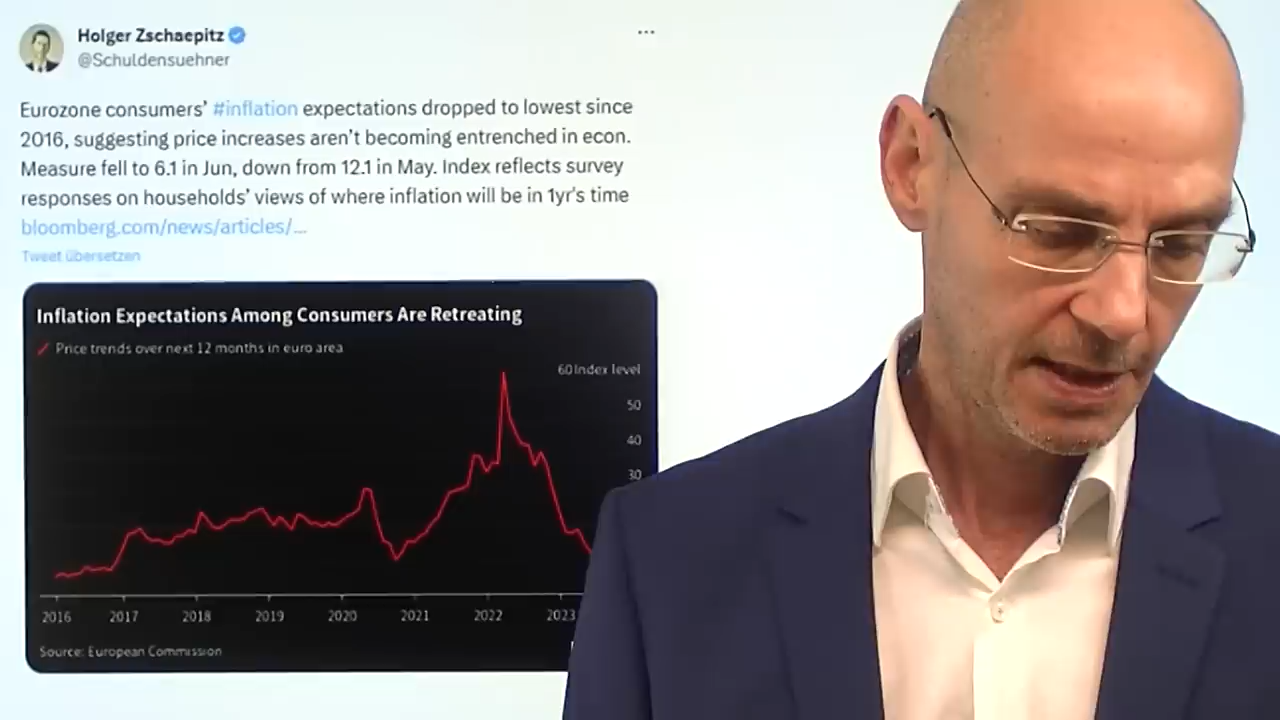 Holger Zschaepitz
@Schuldensuehner
Eurozone consumers’ #inflation expectations dropped to lowest since
2016, suggesting price increases aren’t becoming entrenched in econ.
Measure fell to 6.1 in Jun, down from 12.1 in May. Index reflects survey
responses on households’ views of where inflation will be in 1yr’s time
bloomberg.com/news/articles/...
Tweet übersetzen
Inflation Expectations Among Consumers Are Retreating
Price trends over next 12 months in euro area
60 Index level
50
40
30
2016 2017 2018 2019 2020 2021 2022 2023
Source: European Commission